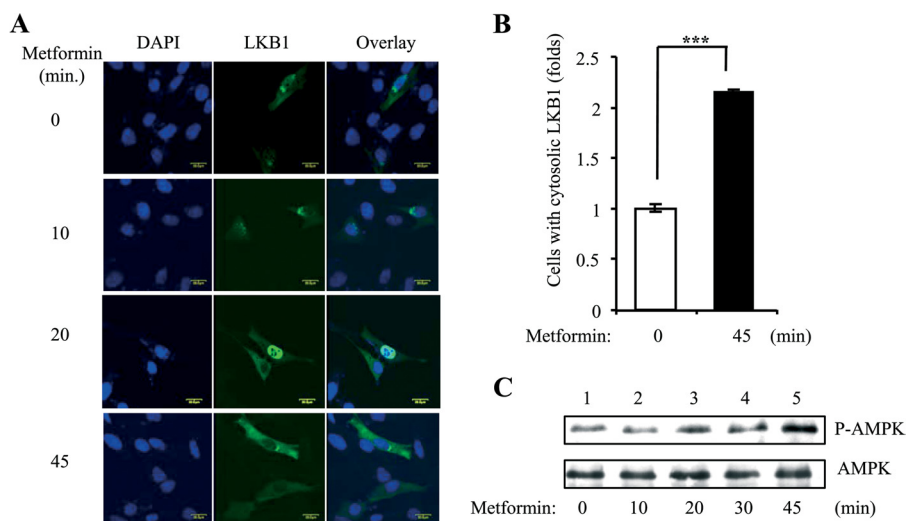 A
Metformin
(min.)
DAPI LKB1 Overlay
0
10
20
45
B
Cells with cytosolic LKB1 (folds)
2.5
2
1.5
1
0.5
0
***
Metformin: 0 45 (min)
C
1 2 3 4 5
P-AMPK
AMPK
Metformin: 0 10 20 30 45 (min)